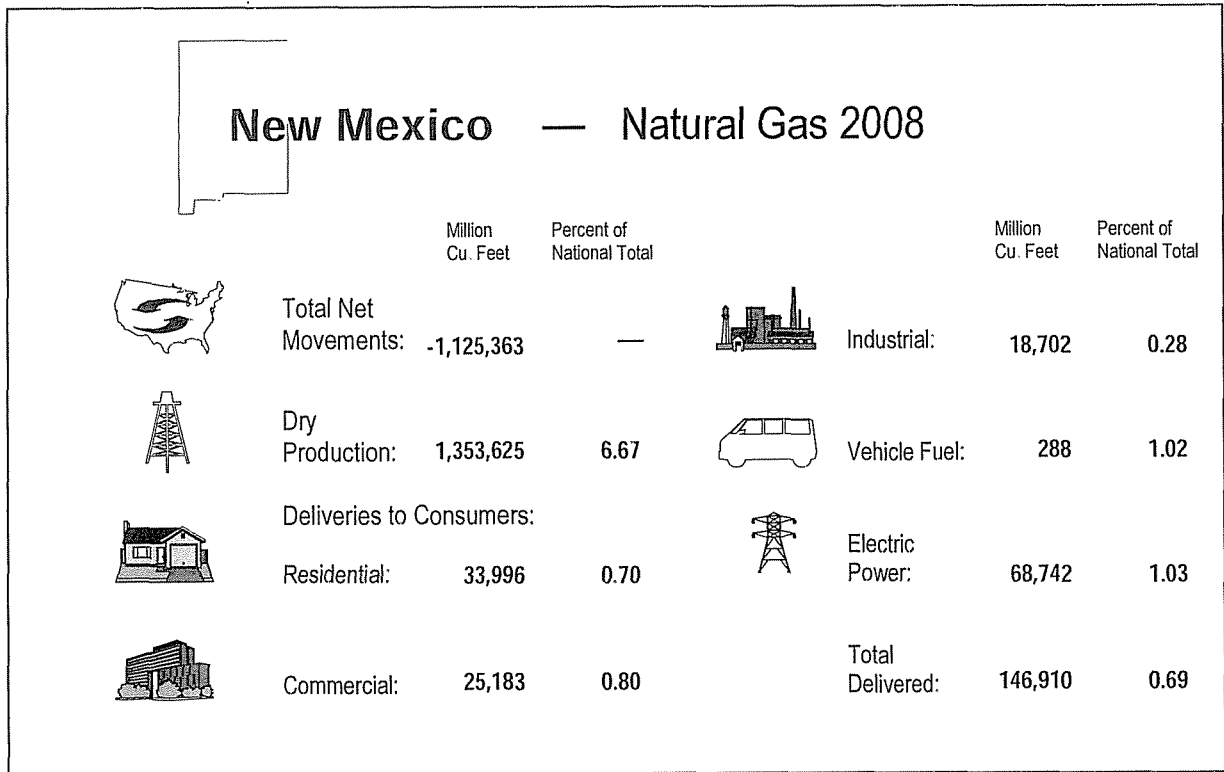 New Mexico — Natural Gas 2008
Million
Cu. Feet
Percent of
National Total
Total Net
Movements: -1,125,363 —
Dry
Production: 1,353,625 6.67
Deliveries to Consumers:
Residential: 33,996 0.70
Commercial: 25,183 0.80
Million
Cu. Feet
Percent of
National Total
Industrial: 18,702 0.28
Vehicle Fuel: 288 1.02
Electric
Power: 68,742 1.03
Total
Delivered: 146,910 0.69